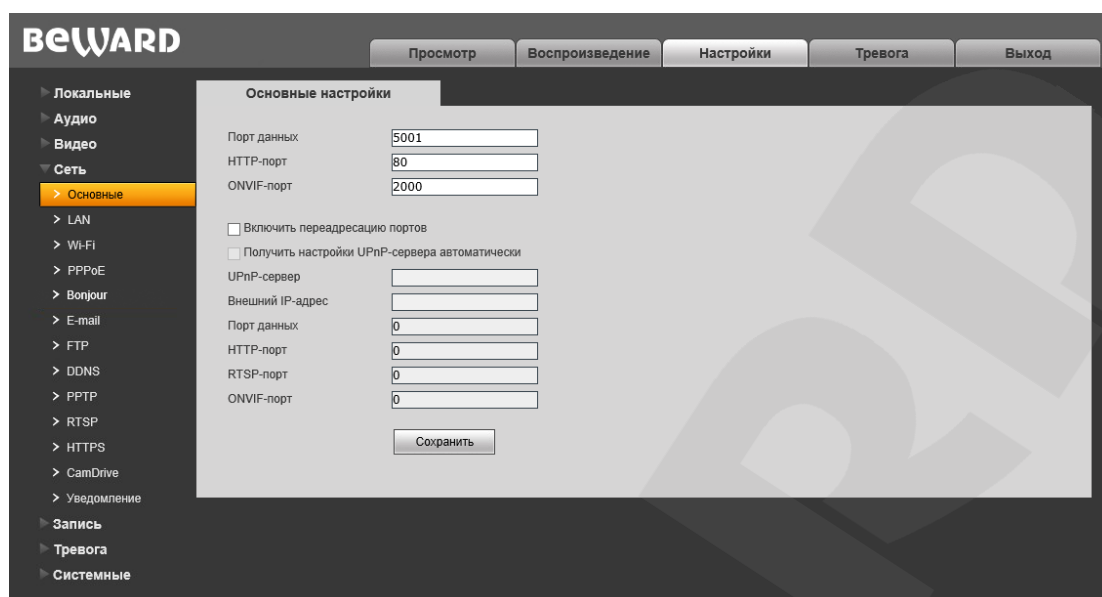 BEWARD
Просмотр Воспроизведение Настройки Тревога Выход
Локальные
Аудио
Видео
Сеть
Основные
LAN
Wi-Fi
PPPoE
Bonjour
E-mail
FTP
DDNS
PPTP
RTSP
HTTPS
CamDrive
Уведомление
Запись
Тревога
Системные
Основные настройки
Порт данных 5001
HTTP-порт 80
ONVIF-порт 2000
Включить переадресацию портов
Получить настройки UPnP-сервера автоматически
UPnP-сервер
Внешний IP-адрес
Порт данных 0
HTTP-порт 0
RTSP-порт 0
ONVIF-порт 0
Сохранить